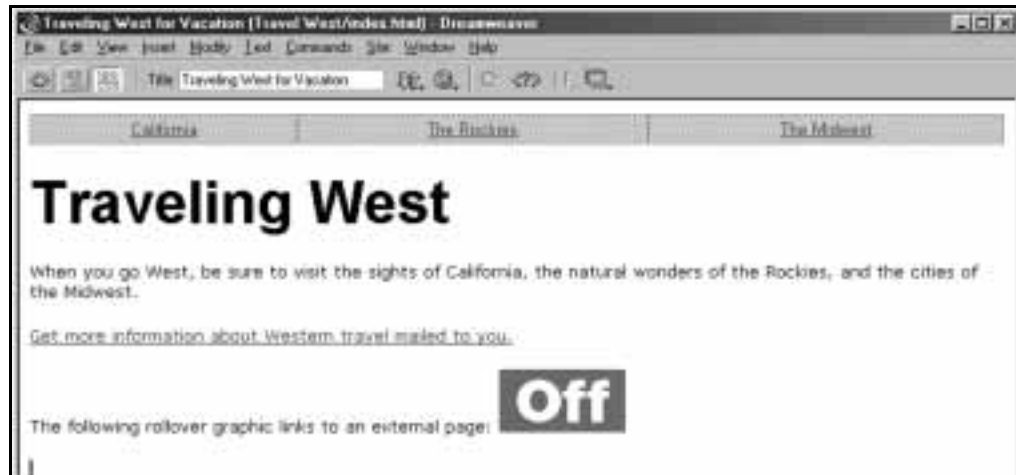 Traveling West for Vacation (Travel West/index.html) - Dreamweaver
File Edit View Insert Modify Text Commands Site Window Help
Title Traveling West for Vacation
California The Rockies The Midwest
Traveling West
When you go West, be sure to visit the sights of California, the natural wonders of the Rockies, and the cities of
the Midwest.
Get more information about Western travel mailed to you.
Off
The following rollover graphic links to an external page: